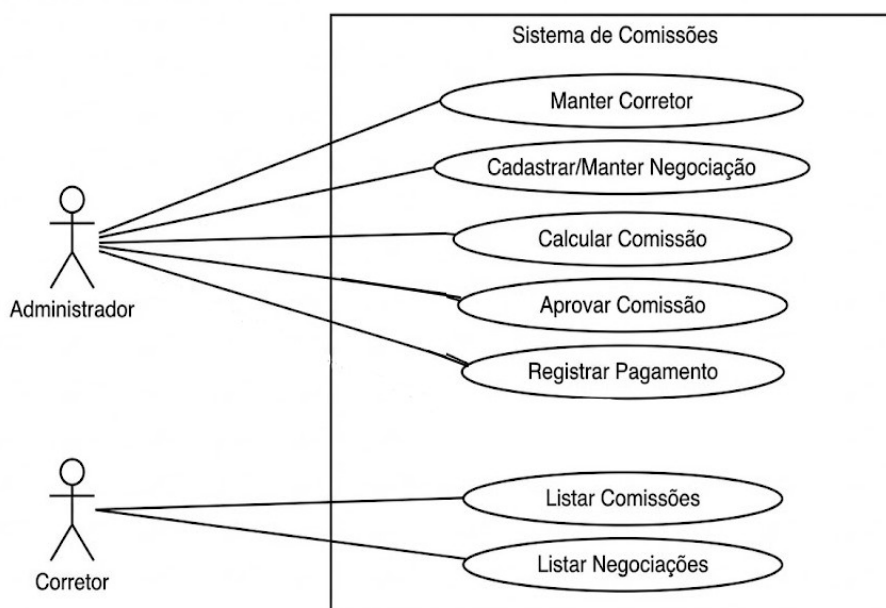 Sistema de Comissões
Manter Corretor
Cadastrar/Manter Negociação
Calcular Comissão
Aprovar Comissão
Registrar Pagamento
Administrador
Listar Comissões
Listar Negociações
Corretor